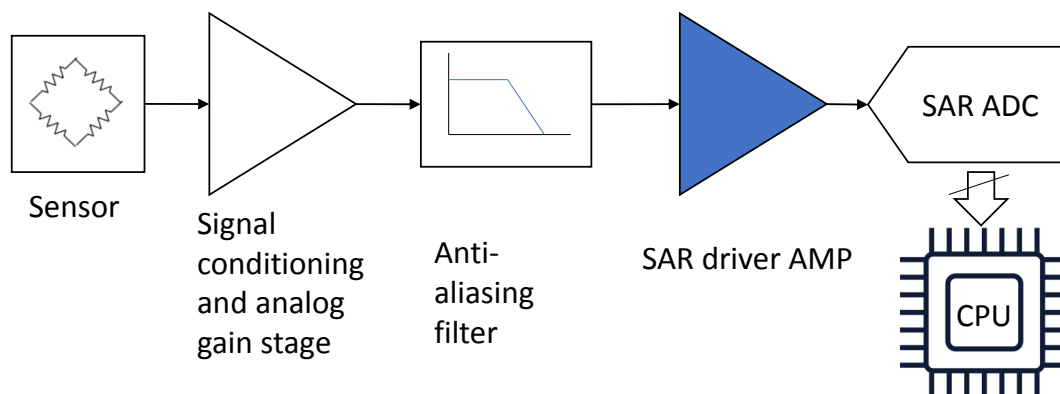 Sensor
Signal
conditioning
and analog
gain stage
Anti-
aliasing
filter
SAR driver AMP
SAR ADC
CPU